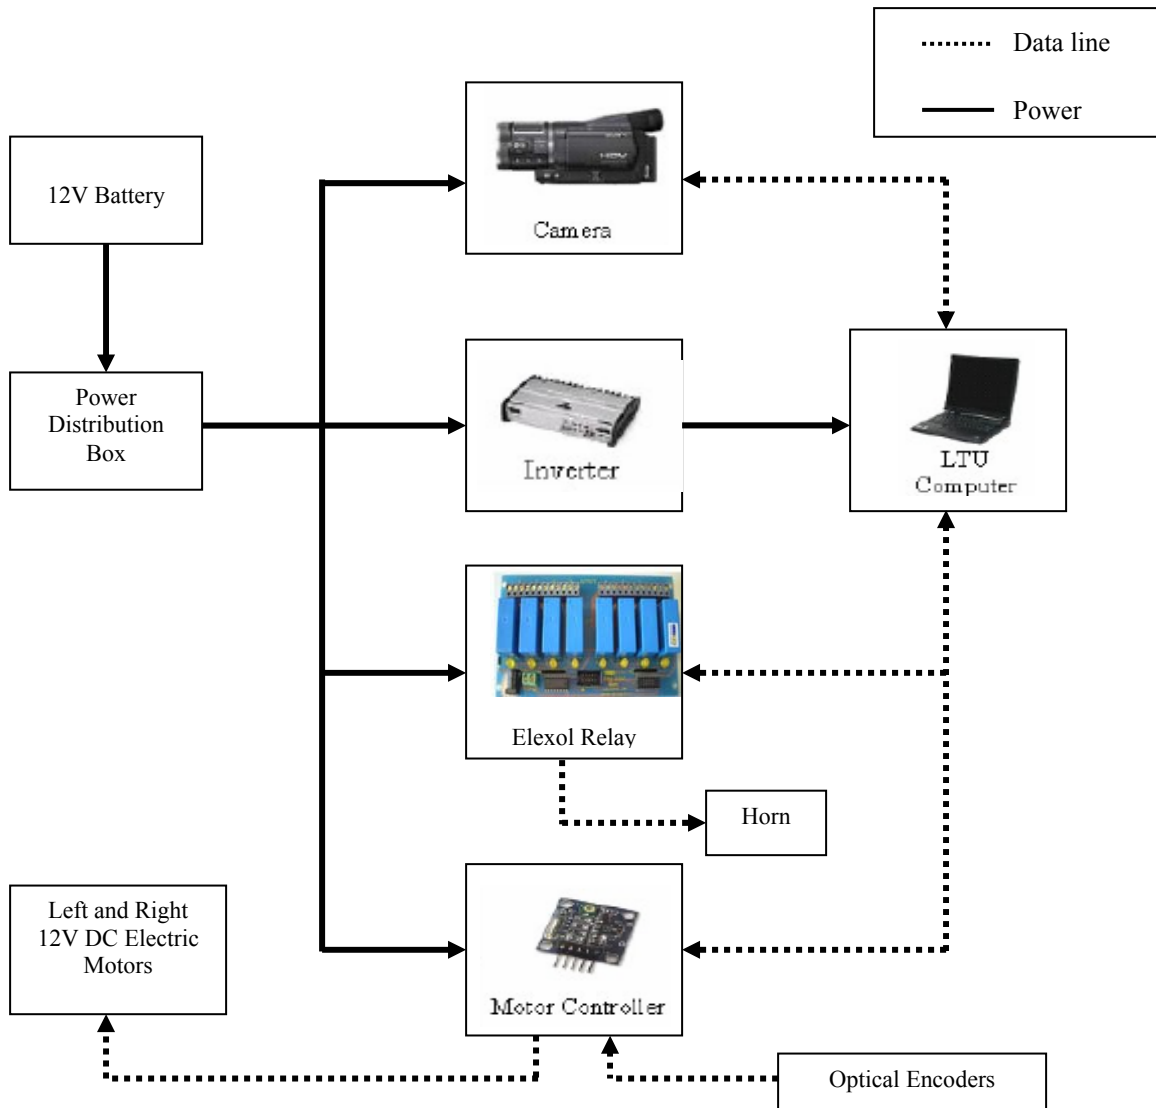 Data line
Power
12V Battery
Camera
Power
Distribution
Box
Inverter
LTU
Computer
Elexol Relay
Horn
Left and Right
12V DC Electric
Motors
Motor Controller
Optical Encoders